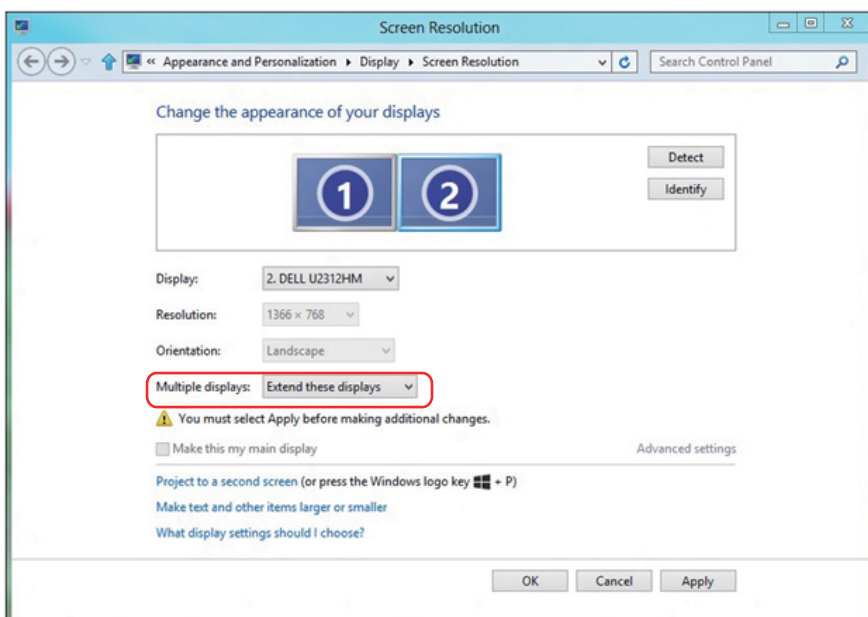 Screen Resolution
« Appearance and Personalization ▸ Display ▸ Screen Resolution
Search Control Panel
Change the appearance of your displays
1 2
Detect
Identify
Display: 2. DELL U2312HM
Resolution: 1366 × 768
Orientation: Landscape
Multiple displays: Extend these displays
You must select Apply before making additional changes.
Make this my main display
Advanced settings
Project to a second screen (or press the Windows logo key + P)
Make text and other items larger or smaller
What display settings should I choose?
OK Cancel Apply